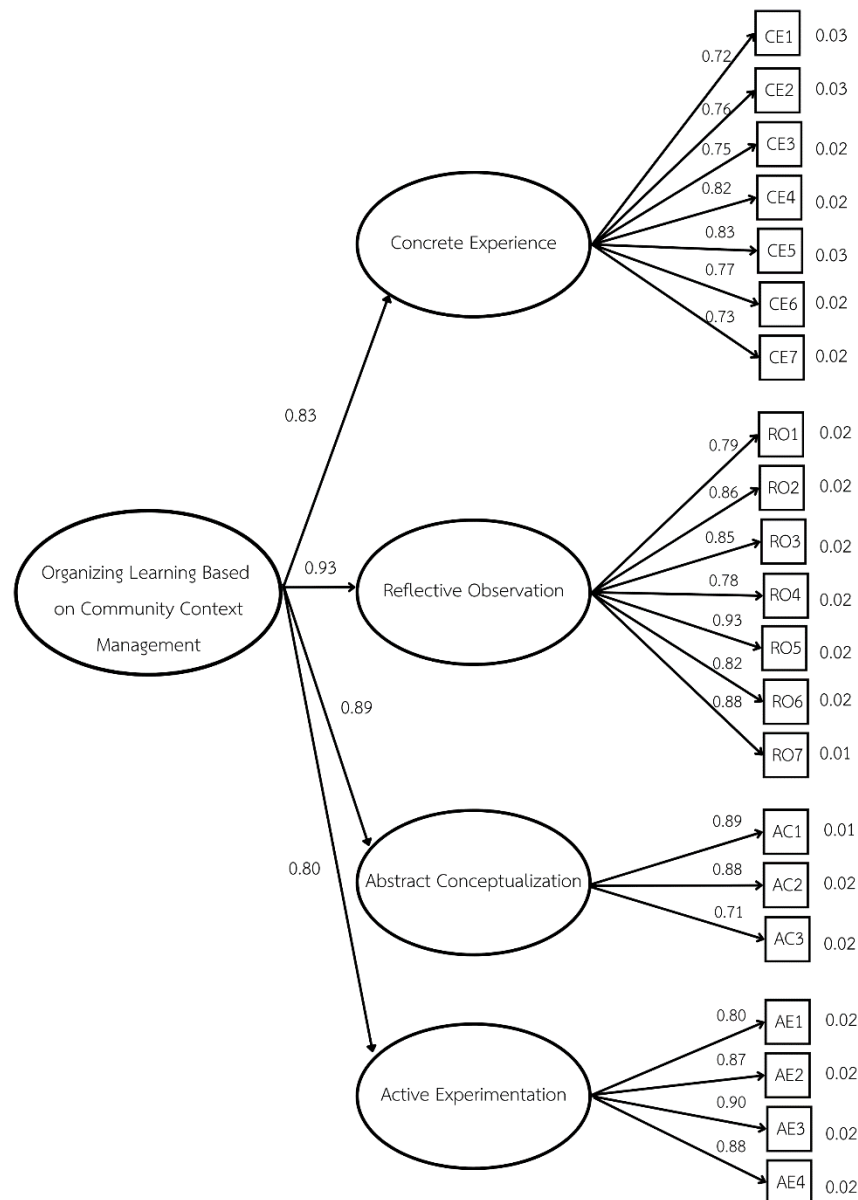 CE1 0.03
0.72
CE2 0.03
0.76
CE3 0.02
0.75
CE4 0.02
0.82
CE5 0.03
0.83
CE6 0.02
0.77
CE7 0.02
0.73
Concrete Experience
0.83
RO1 0.02
0.79
RO2 0.02
0.86
RO3 0.02
0.85
RO4 0.02
0.78
RO5 0.02
0.93
RO6 0.02
0.82
RO7 0.01
0.88
Organizing Learning Based
on Community Context
Management
0.93
Reflective Observation
0.89
AC1 0.01
0.89
AC2 0.02
0.88
AC3 0.02
0.71
Abstract Conceptualization
0.80
AE1 0.02
0.80
AE2 0.02
0.87
AE3 0.02
0.90
AE4 0.02
0.88
Active Experimentation